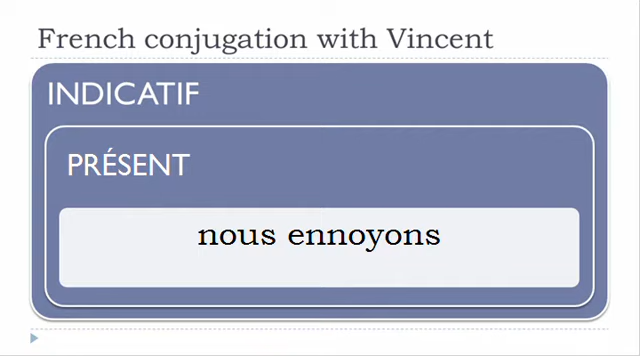 French conjugation with Vincent
INDICATIF
PRÉSENT
nous ennoyons